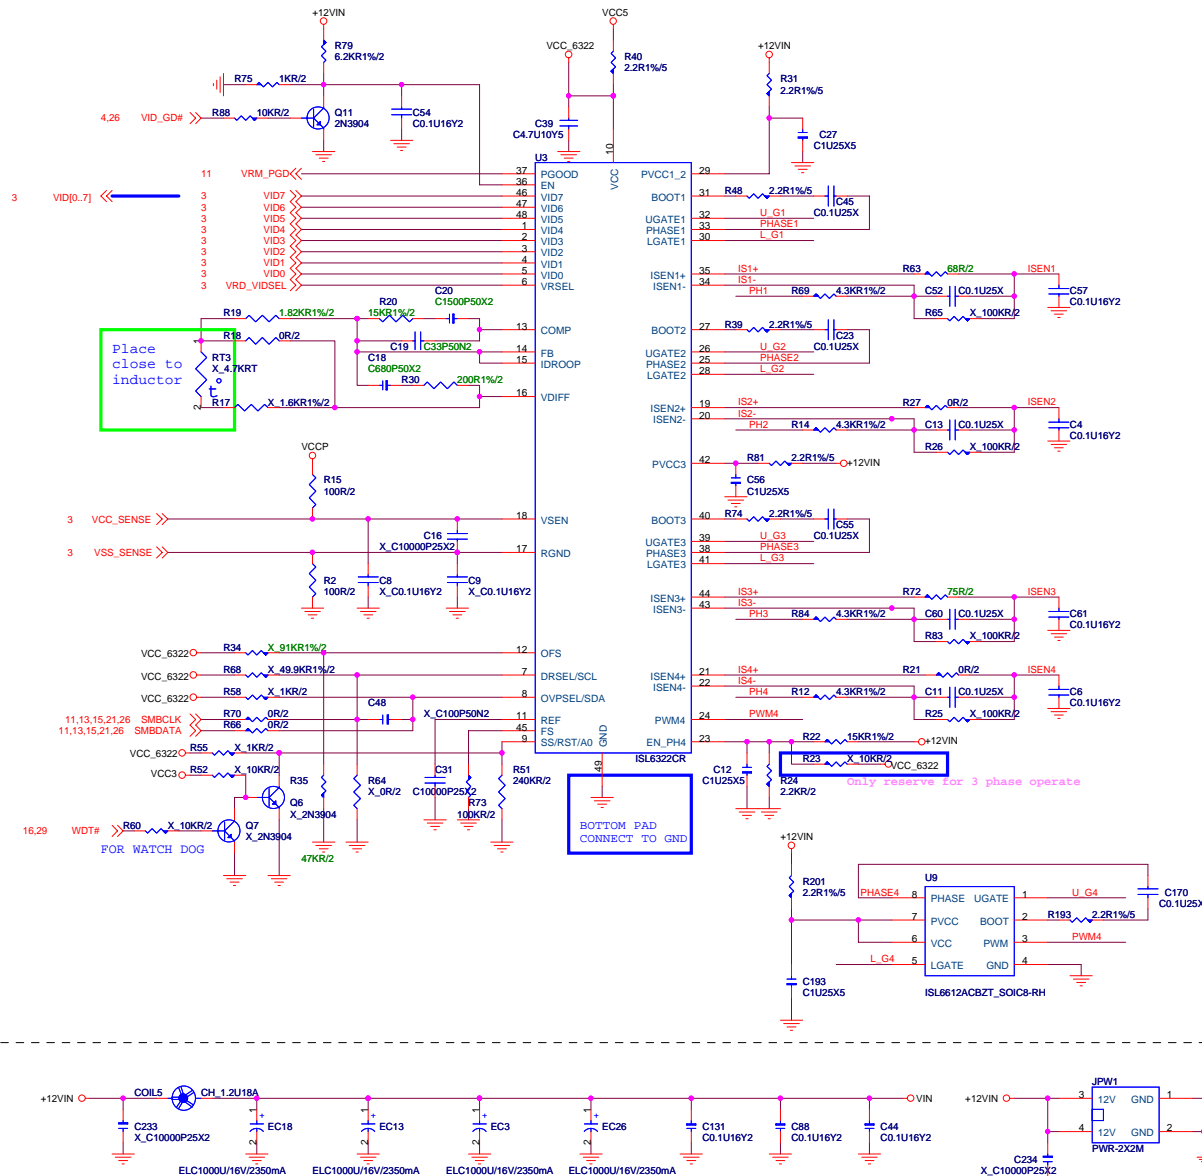 +12VIN
VCC5
R79
6.2KR1%/2
VCC_6322
R40
2.2R1%/5
+12VIN
R75 1KR/2
R31
2.2R1%/5
4,26 VID_GD# R88 10KR/2
Q11
2N3904
C54
C0.1U16Y2
C39
C4.7U10Y5
C27
C1U25X5
U3
10
VCC
11 VRM_PGD 37 PGOOD
36 EN
3 VID[0..7]
3 VID7 46 VID7
3 VID6 47 VID6
3 VID5 48 VID5
3 VID4 1 VID4
3 VID3 2 VID3
3 VID2 3 VID2
3 VID1 4 VID1
3 VID0 5 VID0
3 VRD_VIDSEL 6 VRSEL
PVCC1_2 29
BOOT1 31 R48 2.2R1%/5
C45
C0.1U25X
UGATE1 32 U_G1
PHASE1 33 PHASE1
LGATE1 30 L_G1
ISEN1+ 35 IS1+ R63 68R/2 ISEN1
ISEN1- 34 IS1-
PH1 R69 4.3KR1%/2 C52 C0.1U25X
C57
C0.1U16Y2
R65 X_100KR/2
R19 1.82KR1%/2
R20
15KR1%/2
C20
C1500P50X2
13 COMP
R18 0R/2
C19 C33P50N2
14 FB
15 IDROOP
Place
close to
inductor
1
RT3
X_4.7KRT
t°
2
C18
C680P50X2
R30 200R1%/2
R17 X_1.6KR1%/2
16 VDIFF
BOOT2 27 R39 2.2R1%/5
C23
C0.1U25X
UGATE2 26 U_G2
PHASE2 25 PHASE2
LGATE2 28 L_G2
ISEN2+ 19 IS2+ R27 0R/2 ISEN2
ISEN2- 20 IS2-
PH2 R14 4.3KR1%/2 C13 C0.1U25X
C4
C0.1U16Y2
R26 X_100KR/2
VCCP
R15
100R/2
PVCC3 42 R81 2.2R1%/5 +12VIN
C56
C1U25X5
3 VCC_SENSE 18 VSEN
C16
X_C10000P25X2
3 VSS_SENSE 17 RGND
R2
100R/2
C8
X_C0.1U16Y2
C9
X_C0.1U16Y2
BOOT3 40 R74 2.2R1%/5
C55
C0.1U25X
UGATE3 39 U_G3
PHASE3 38 PHASE3
LGATE3 41 L_G3
ISEN3+ 44 IS3+ R72 75R/2 ISEN3
ISEN3- 43 IS3-
PH3 R84 4.3KR1%/2 C60 C0.1U25X
C61
C0.1U16Y2
R83 X_100KR/2
VCC_6322 R34 X_91KR1%/2 12 OFS
VCC_6322 R68 X_49.9KR1%/2 7 DRSEL/SCL
VCC_6322 R58 X_1KR/2 8 OVPSEL/SDA
11,13,15,21,26 SMBCLK R70 0R/2 C48 X_C100P50N2 11 REF
11,13,15,21,26 SMBDATA R66 0R/2 45 FS
9 SS/RST/A0
GND
49
ISL6322CR
ISEN4+ 21 IS4+ R21 0R/2 ISEN4
ISEN4- 22 IS4-
PH4 R12 4.3KR1%/2 C11 C0.1U25X
C6
C0.1U16Y2
R25 X_100KR/2
PWM4 24 PWM4
EN_PH4 23 R22 15KR1%/2 +12VIN
R23 X_10KR/2 VCC_6322
C12
C1U25X5
R24
2.2KR/2
Only reserve for 3 phase operate
VCC_6322 R55 X_1KR/2
VCC3 R52 X_10KR/2
R35
47KR/2
R64
X_0R/2
C31
C10000P25X2
R73
100KR/2
R51
240KR/2
Q6
X_2N3904
16,29 WDT# R60 X_10KR/2
Q7
X_2N3904
FOR WATCH DOG
BOTTOM PAD
CONNECT TO GND
+12VIN
R201
2.2R1%/5
U9
PHASE4 8 PHASE UGATE 1 U_G4
C170
C0.1U25X
7 PVCC BOOT 2 R193 2.2R1%/5
6 VCC PWM 3 PWM4
L_G4 5 LGATE GND 4
C193
C1U25X5
ISL6612ACBZT_SOIC8-RH
+12VIN COIL5 CH_1.2U18A VIN
C233
X_C10000P25X2
1 + EC18 2
ELC1000U/16V/2350mA
1 + EC13 2
ELC1000U/16V/2350mA
1 + EC3 2
ELC1000U/16V/2350mA
1 + EC26 2
ELC1000U/16V/2350mA
C131
C0.1U16Y2
C88
C0.1U16Y2
C44
C0.1U16Y2
JPW1
+12VIN 3 12V GND 1
4 12V GND 2
PWR-2X2M
C234
X_C10000P25X2